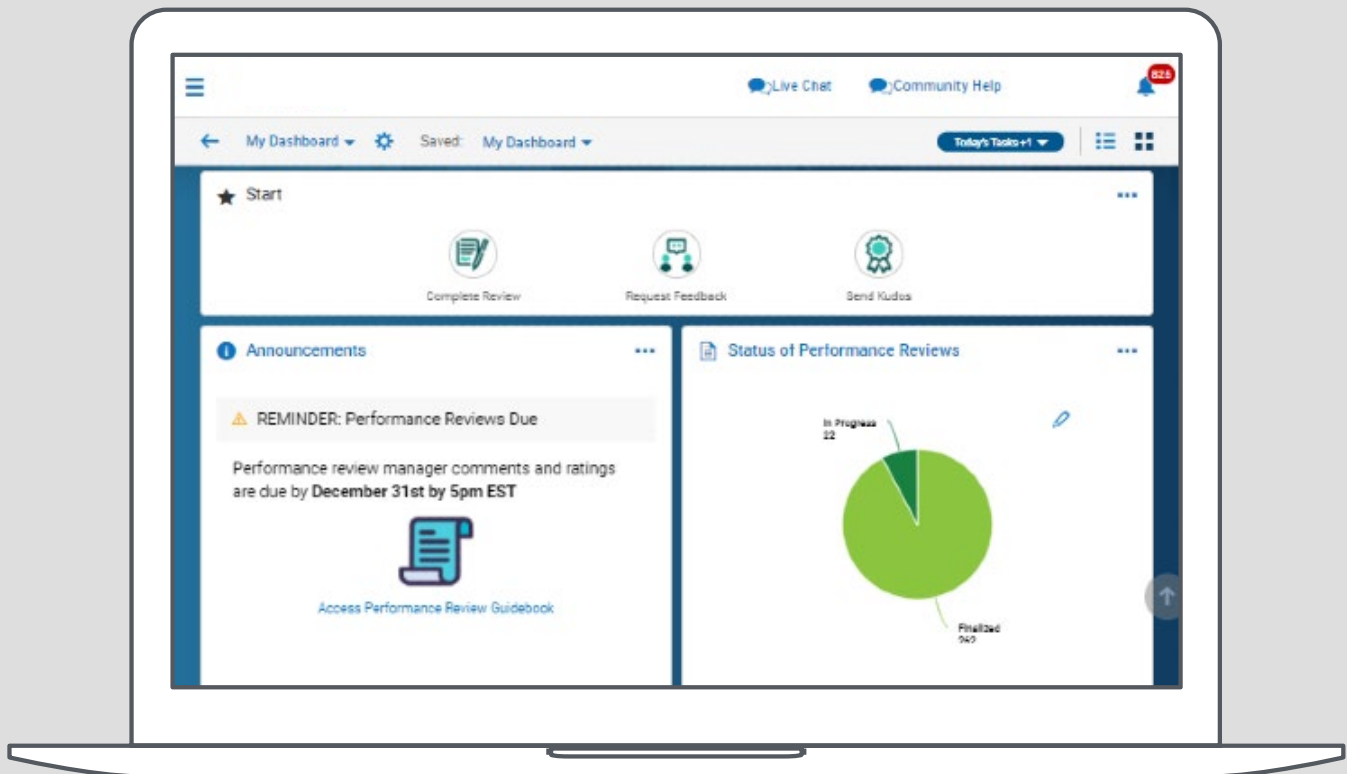 Live Chat
Community Help
826
My Dashboard
Saved:
My Dashboard
Today's Tasks +1
Start
Complete Review
Request Feedback
Send Kudos
Announcements
REMINDER: Performance Reviews Due
Performance review manager comments and ratings
are due by December 31st by 5pm EST
Access Performance Review Guidebook
Status of Performance Reviews
In Progress
22
Finalized